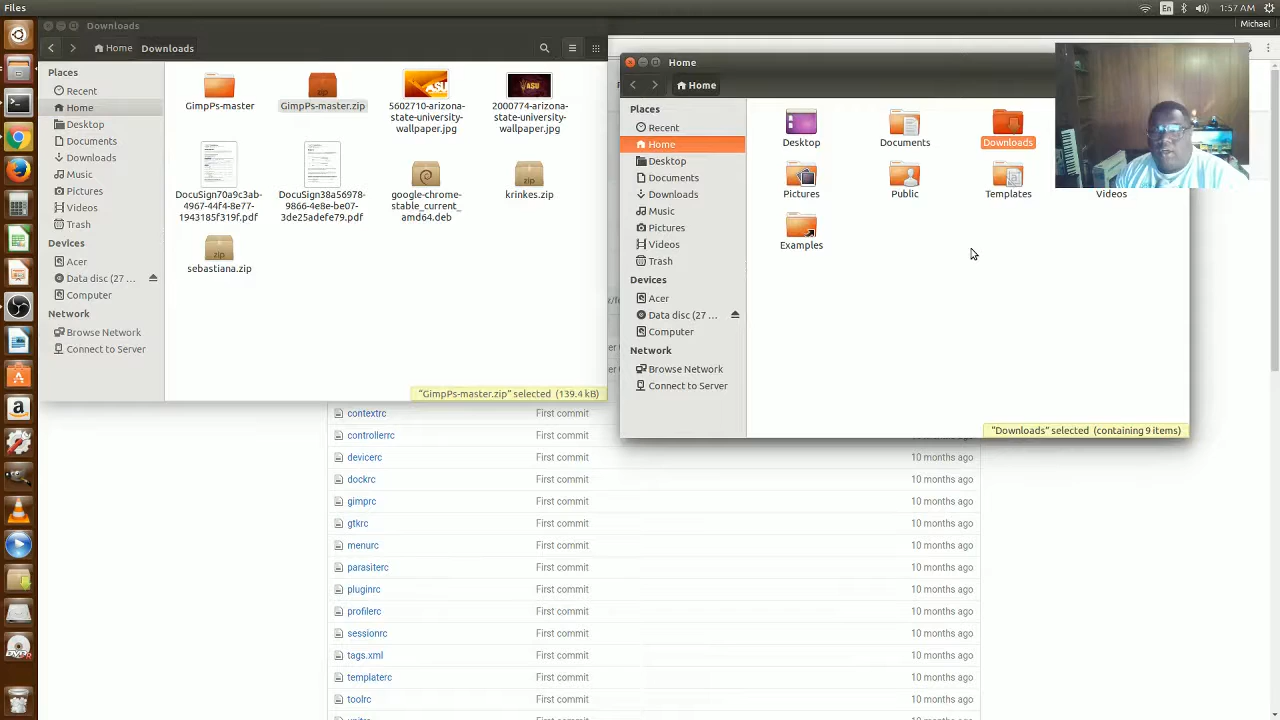 Files
En
1:57 AM
Michael
Downloads
Home
Downloads
Places
Recent
Home
Desktop
Documents
Downloads
Music
Pictures
Videos
Trash
Devices
Acer
Data disc (27 …
Computer
Network
Browse Network
Connect to Server
GimpPs-master
GimpPs-master.zip
5602710-arizona-
state-university-
wallpaper.jpg
2000774-arizona-
state-university-
wallpaper.jpg
DocuSign70a9c3ab-
4967-44f4-8e77-
1943185f319f.pdf
DocuSign38a56978-
9866-4e8e-be07-
3de25adefe79.pdf
google-chrome-
stable_current_
amd64.deb
krinkes.zip
sebastiana.zip
"GimpPs-master.zip" selected (139.4 kB)
Home
Home
Places
Recent
Home
Desktop
Documents
Downloads
Music
Pictures
Videos
Trash
Devices
Acer
Data disc (27 …
Computer
Network
Browse Network
Connect to Server
Desktop
Documents
Downloads
Pictures
Public
Templates
Videos
Examples
"Downloads" selected (containing 9 items)
contextrc First commit
controllerrc First commit
devicerc First commit 10 months ago
dockrc First commit 10 months ago
gimprc First commit 10 months ago
gtkrc First commit 10 months ago
menurc First commit 10 months ago
parasiterc First commit 10 months ago
pluginrc First commit 10 months ago
profilerc First commit 10 months ago
sessionrc First commit 10 months ago
tags.xml First commit 10 months ago
templaterc First commit 10 months ago
toolrc First commit 10 months ago